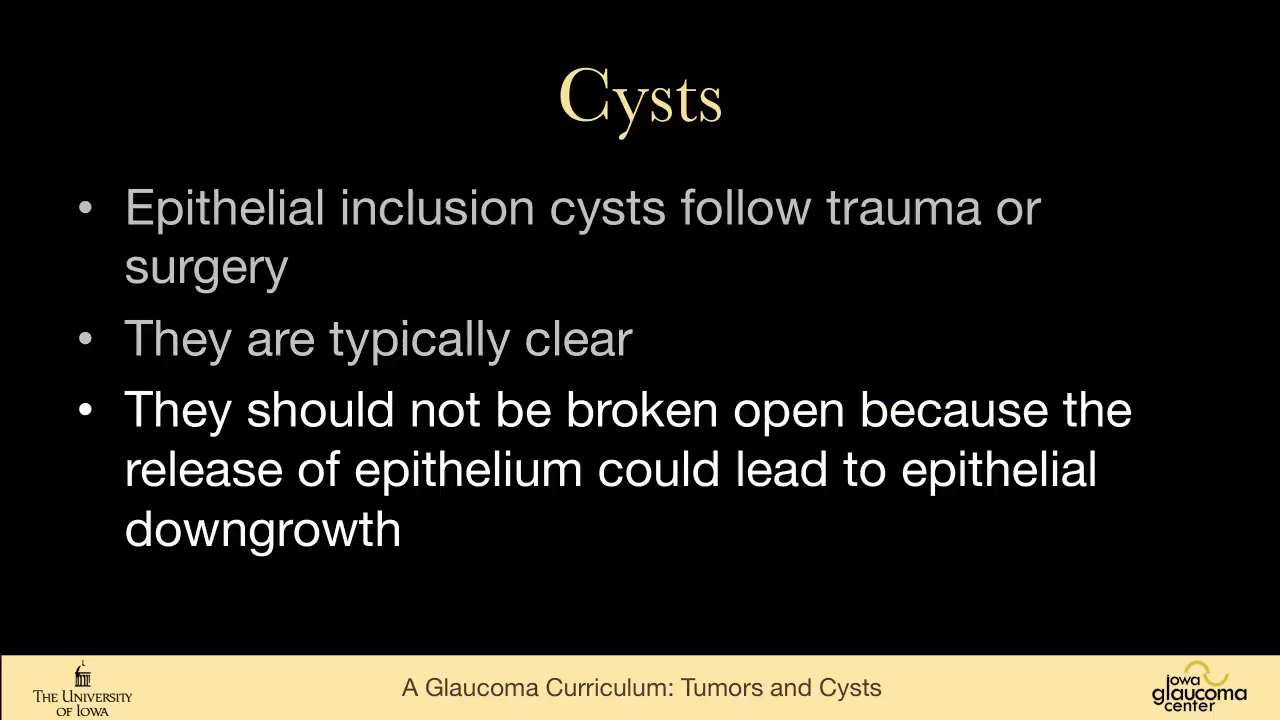 Cysts
• Epithelial inclusion cysts follow trauma or
surgery
• They are typically clear
• They should not be broken open because the
release of epithelium could lead to epithelial
downgrowth
THE UNIVERSITY
OF IOWA
A Glaucoma Curriculum: Tumors and Cysts
iowa
glaucoma
center